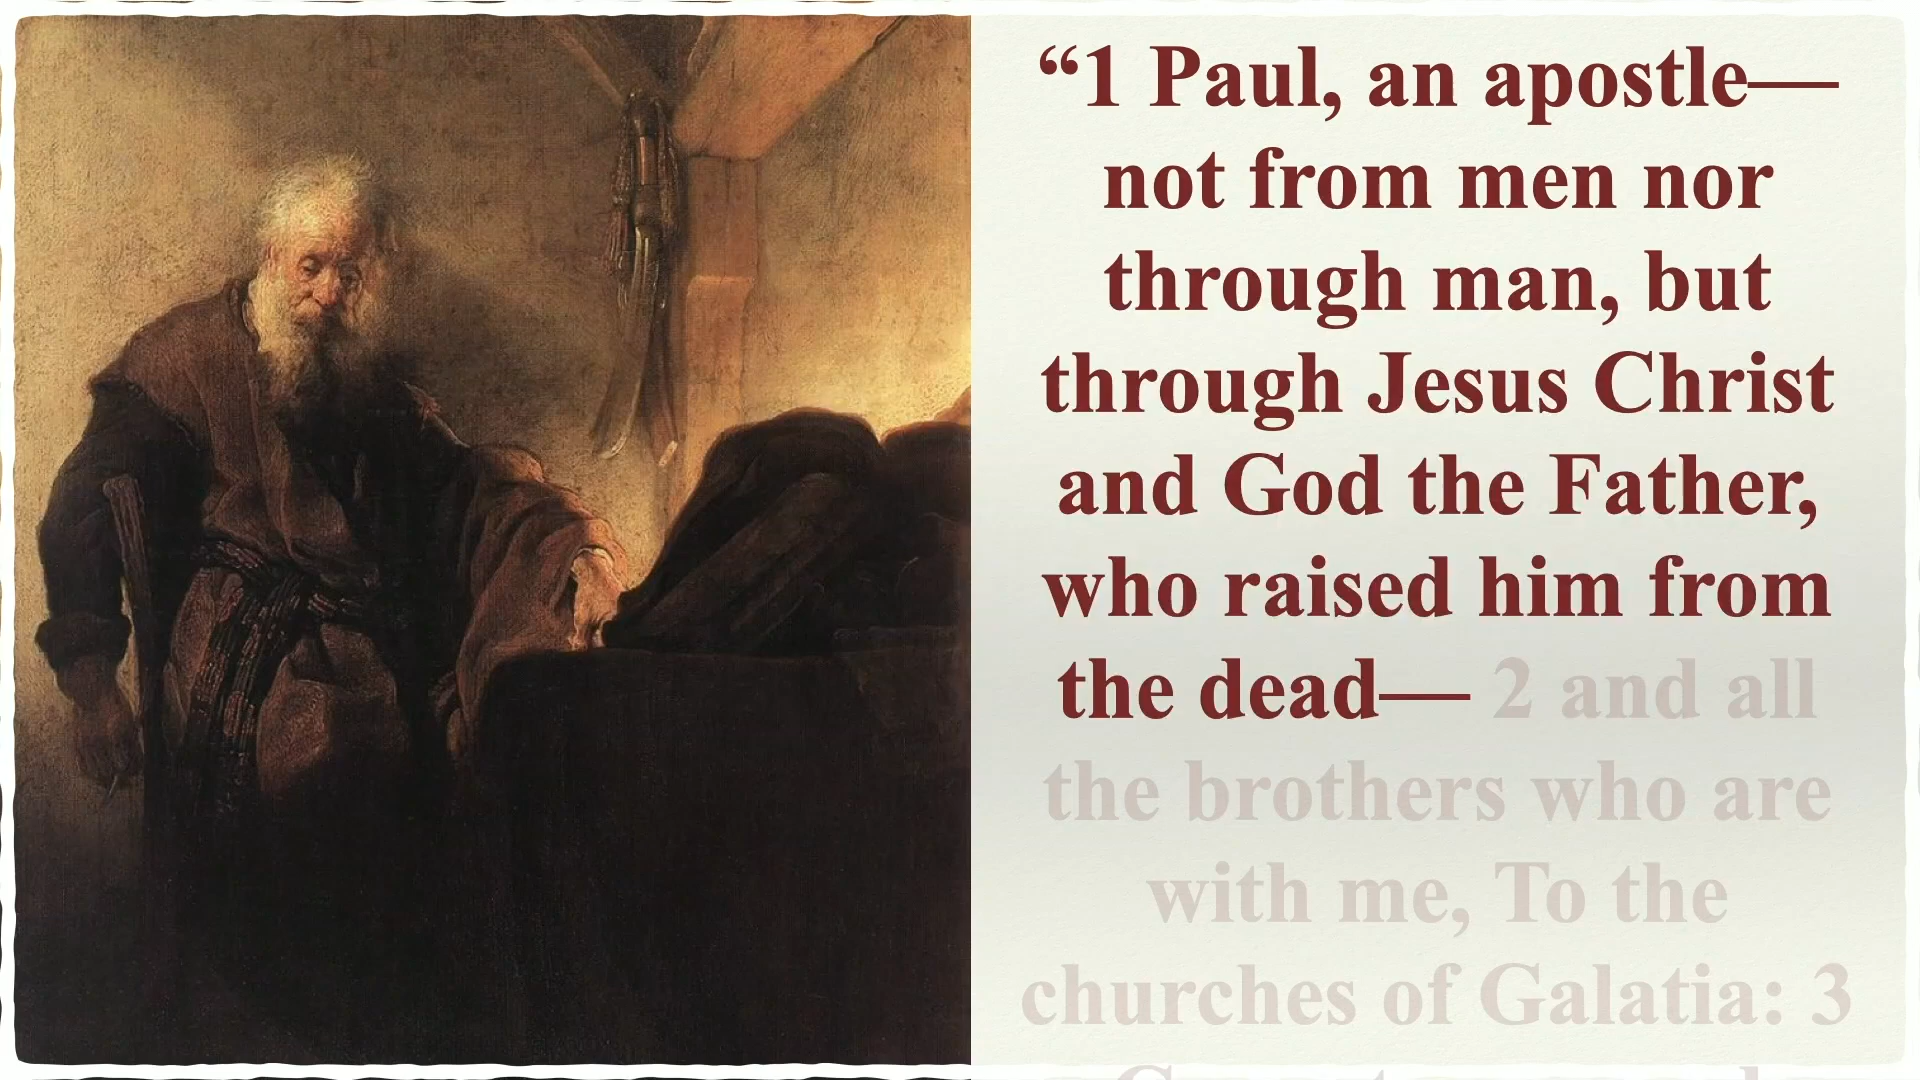 “1 Paul, an apostle—
not from men nor
through man, but
through Jesus Christ
and God the Father,
who raised him from
the dead— 2 and all
the brothers who are
with me, To the
churches of Galatia: 3